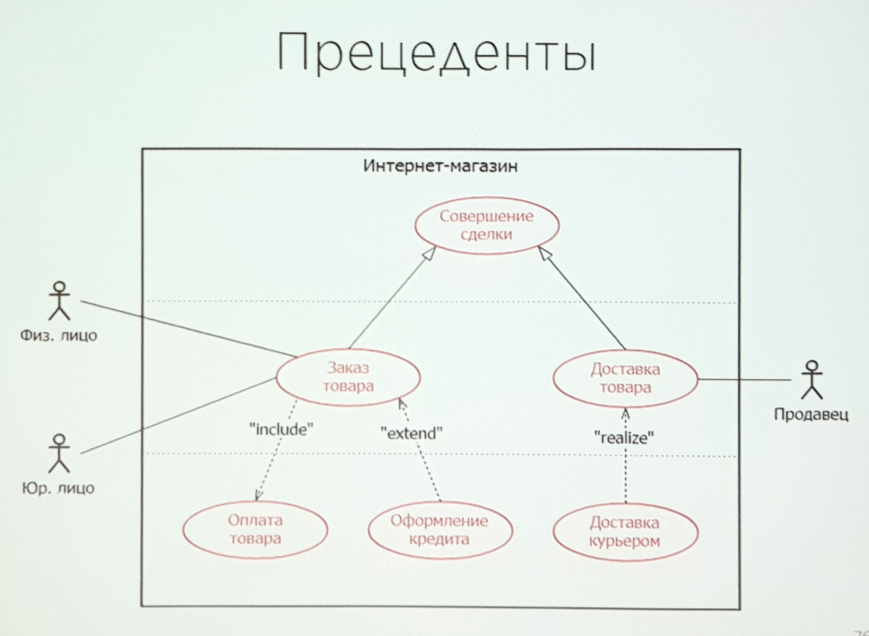 Прецеденты
Интернет-магазин
Совершение
сделки
Физ. лицо
Заказ
товара
Доставка
товара
Продавец
"include"
"extend"
"realize"
Юр. лицо
Оплата
товара
Оформление
кредита
Доставка
курьером